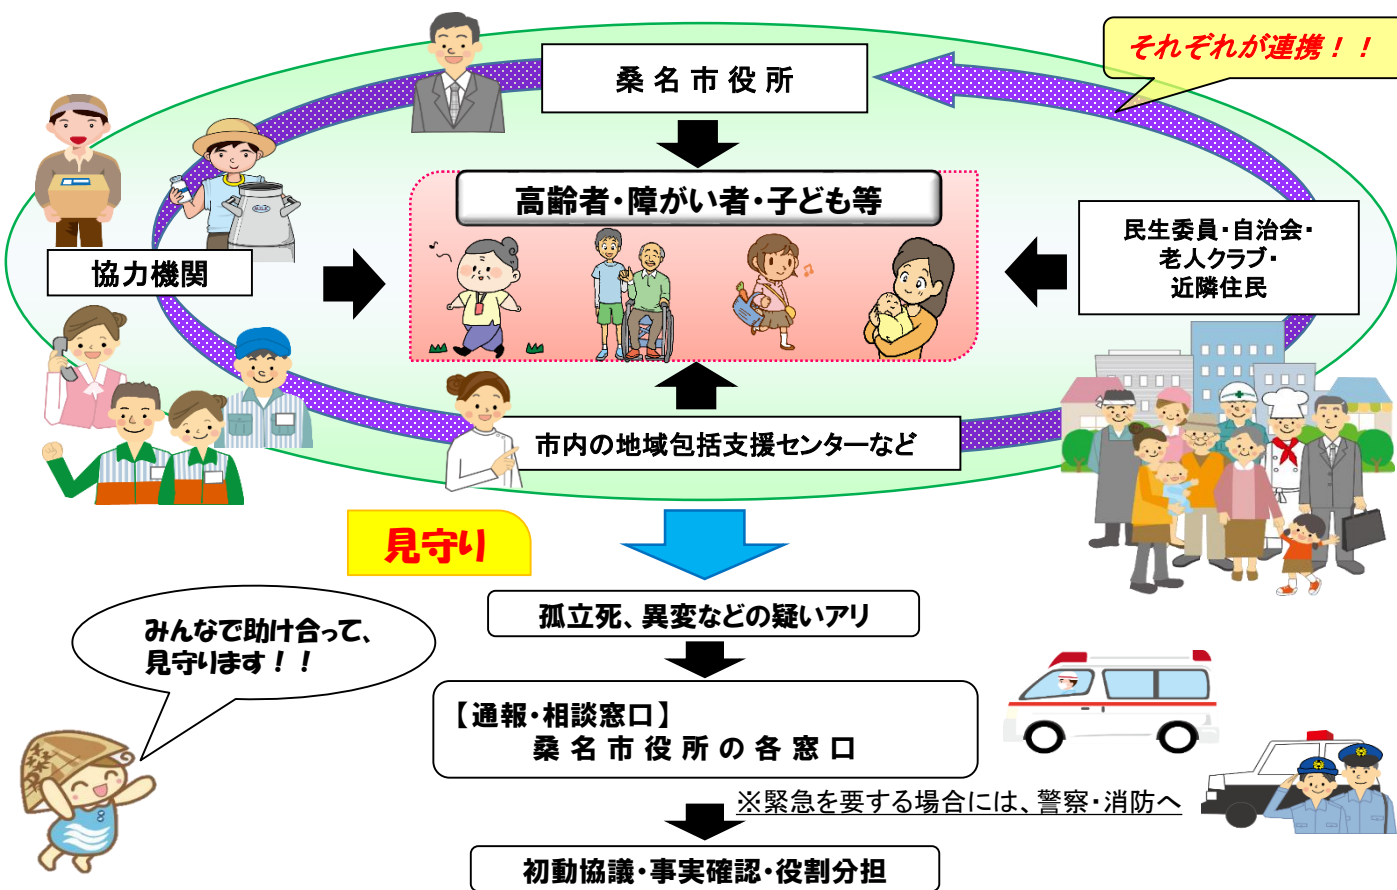 それぞれが連携！！
桑名市役所
高齢者・障がい者・子ども等
協力機関
民生委員・自治会・
老人クラブ・
近隣住民
市内の地域包括支援センターなど
見守り
孤立死、異変などの疑いアリ
みんなで助け合って、
見守ります！！
【通報・相談窓口】
桑名市役所の各窓口
※緊急を要する場合には、警察・消防へ
初動協議・事実確認・役割分担